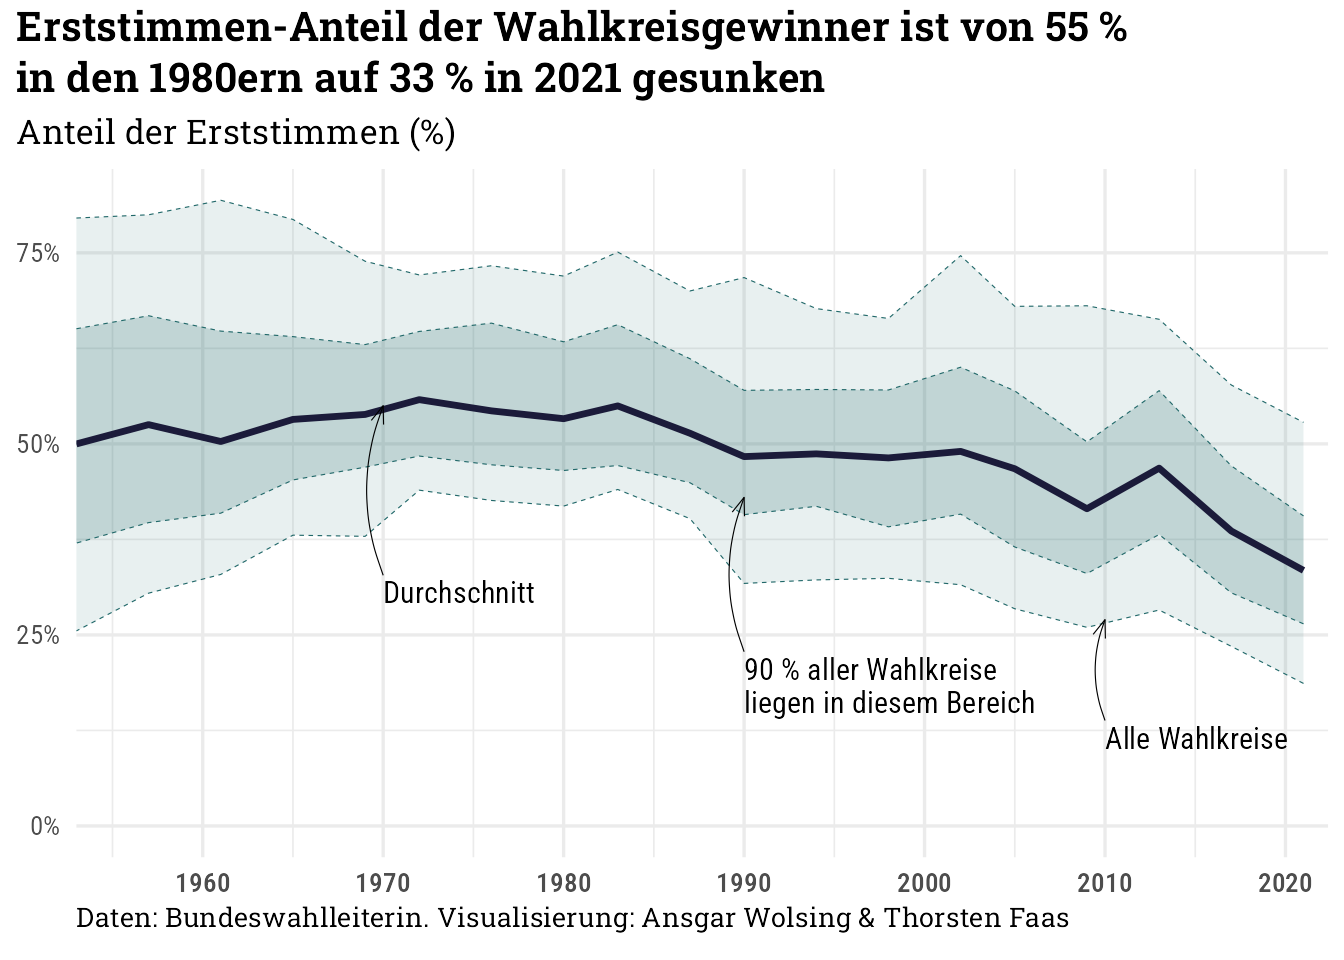 Erststimmen-Anteil der Wahlkreisgewinner ist von 55 %
in den 1980ern auf 33 % in 2021 gesunken
Anteil der Erststimmen (%)
75%
50%
25%
0%
Durchschnitt
90 % aller Wahlkreise
liegen in diesem Bereich
Alle Wahlkreise
1960 1970 1980 1990 2000 2010 2020
Daten: Bundeswahlleiterin. Visualisierung: Ansgar Wolsing & Thorsten Faas